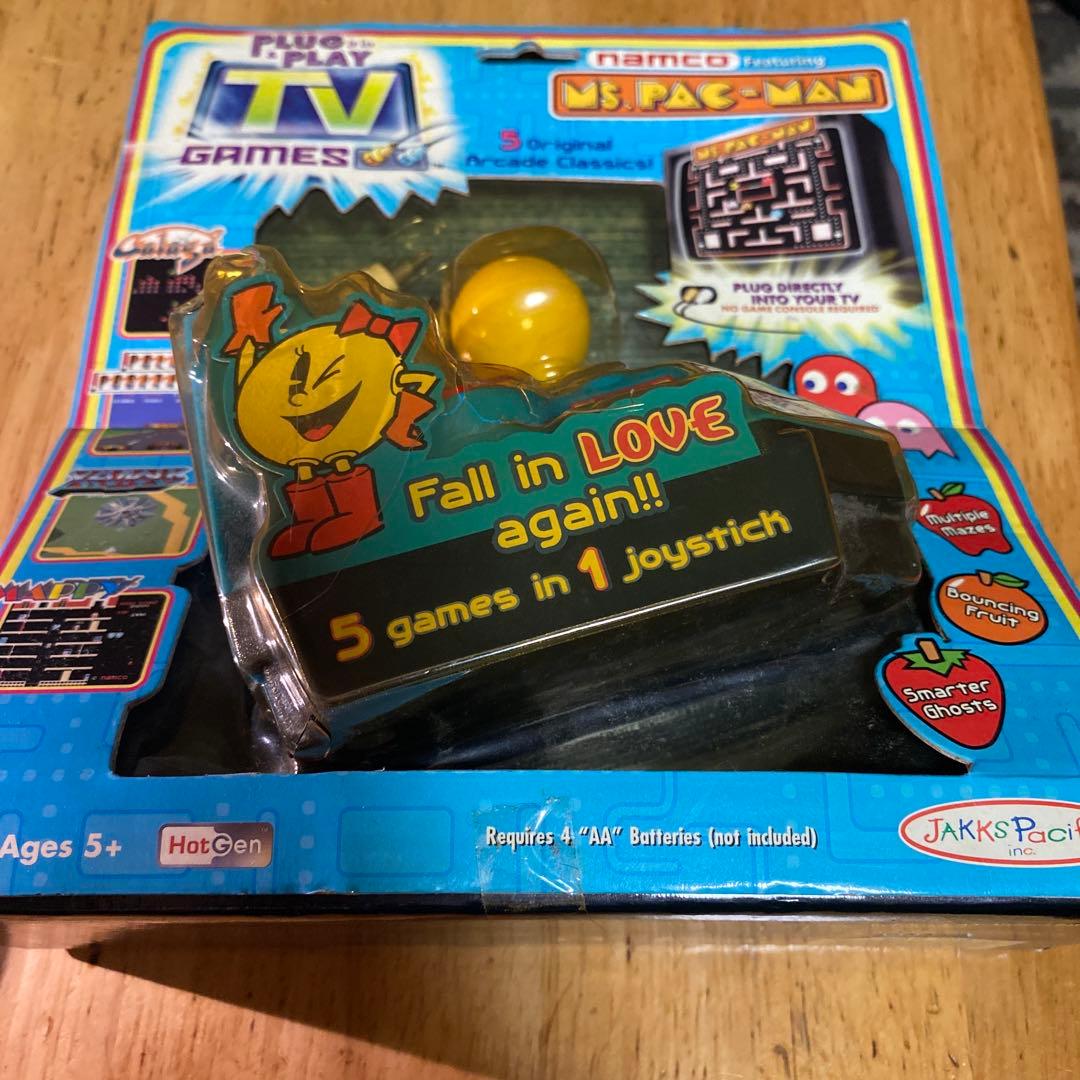 PLUG it in
& PLAY
TV
GAMES
namco Featuring
MS. PAC-MAN
5 Original
Arcade Classics!
MS. PAC-MAN
Galaga
PLUG DIRECTLY
INTO YOUR TV
NO GAME CONSOLE REQUIRED
Fall in LOVE
again!!
5 games in 1 joystick
Multiple
Mazes
Bouncing
Fruit
MAPPY
namco
Smarter
Ghosts
Ages 5+
HotGen
Requires 4 "AA" Batteries (not included)
JAKKS Pacif
inc.